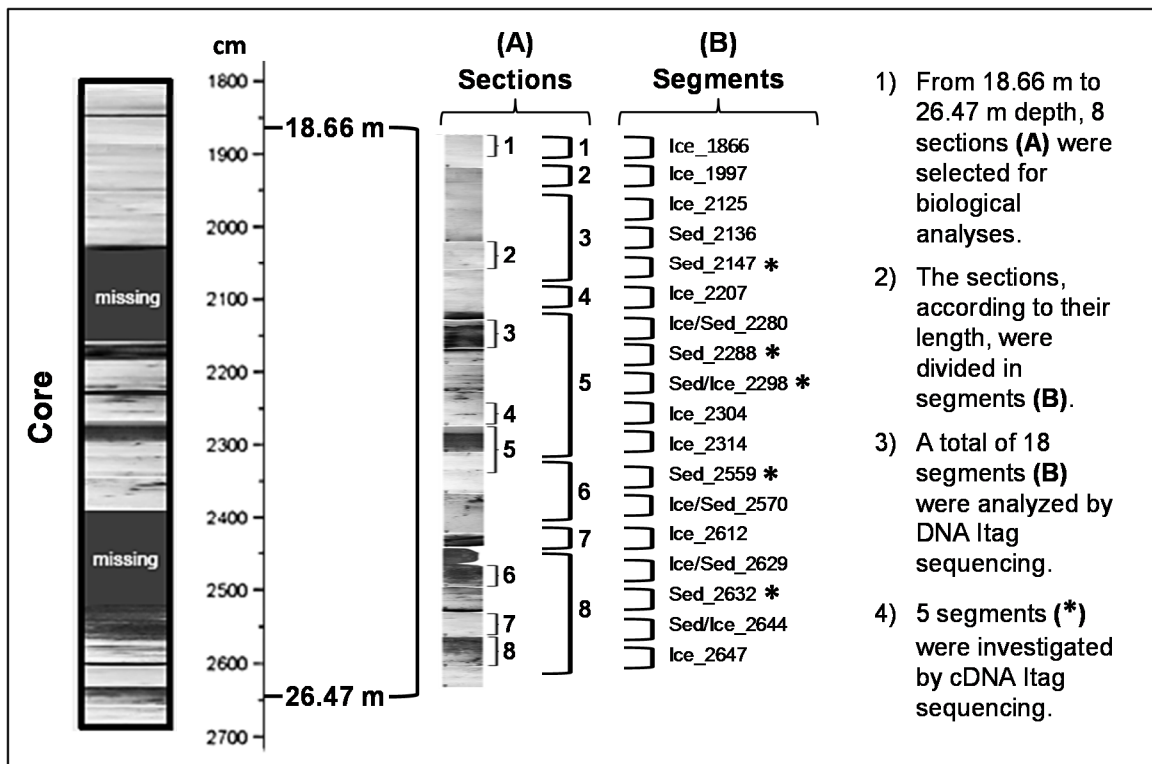 Core
missing
missing
cm
1800
1900
2000
2100
2200
2300
2400
2500
2600
2700
18.66 m
26.47 m
(A)
Sections
1
2
3
4
5
6
7
8
1
2
3
4
5
6
7
8
(B)
Segments
Ice_1866
Ice_1997
Ice_2125
Sed_2136
Sed_2147 *
Ice_2207
Ice/Sed_2280
Sed_2288 *
Sed/Ice_2298 *
Ice_2304
Ice_2314
Sed_2559 *
Ice/Sed_2570
Ice_2612
Ice/Sed_2629
Sed_2632 *
Sed/Ice_2644
Ice_2647
1) From 18.66 m to
26.47 m depth, 8
sections (A) were
selected for
biological
analyses.
2) The sections,
according to their
length, were
divided in
segments (B).
3) A total of 18
segments (B)
were analyzed by
DNA Itag
sequencing.
4) 5 segments (*)
were investigated
by cDNA Itag
sequencing.